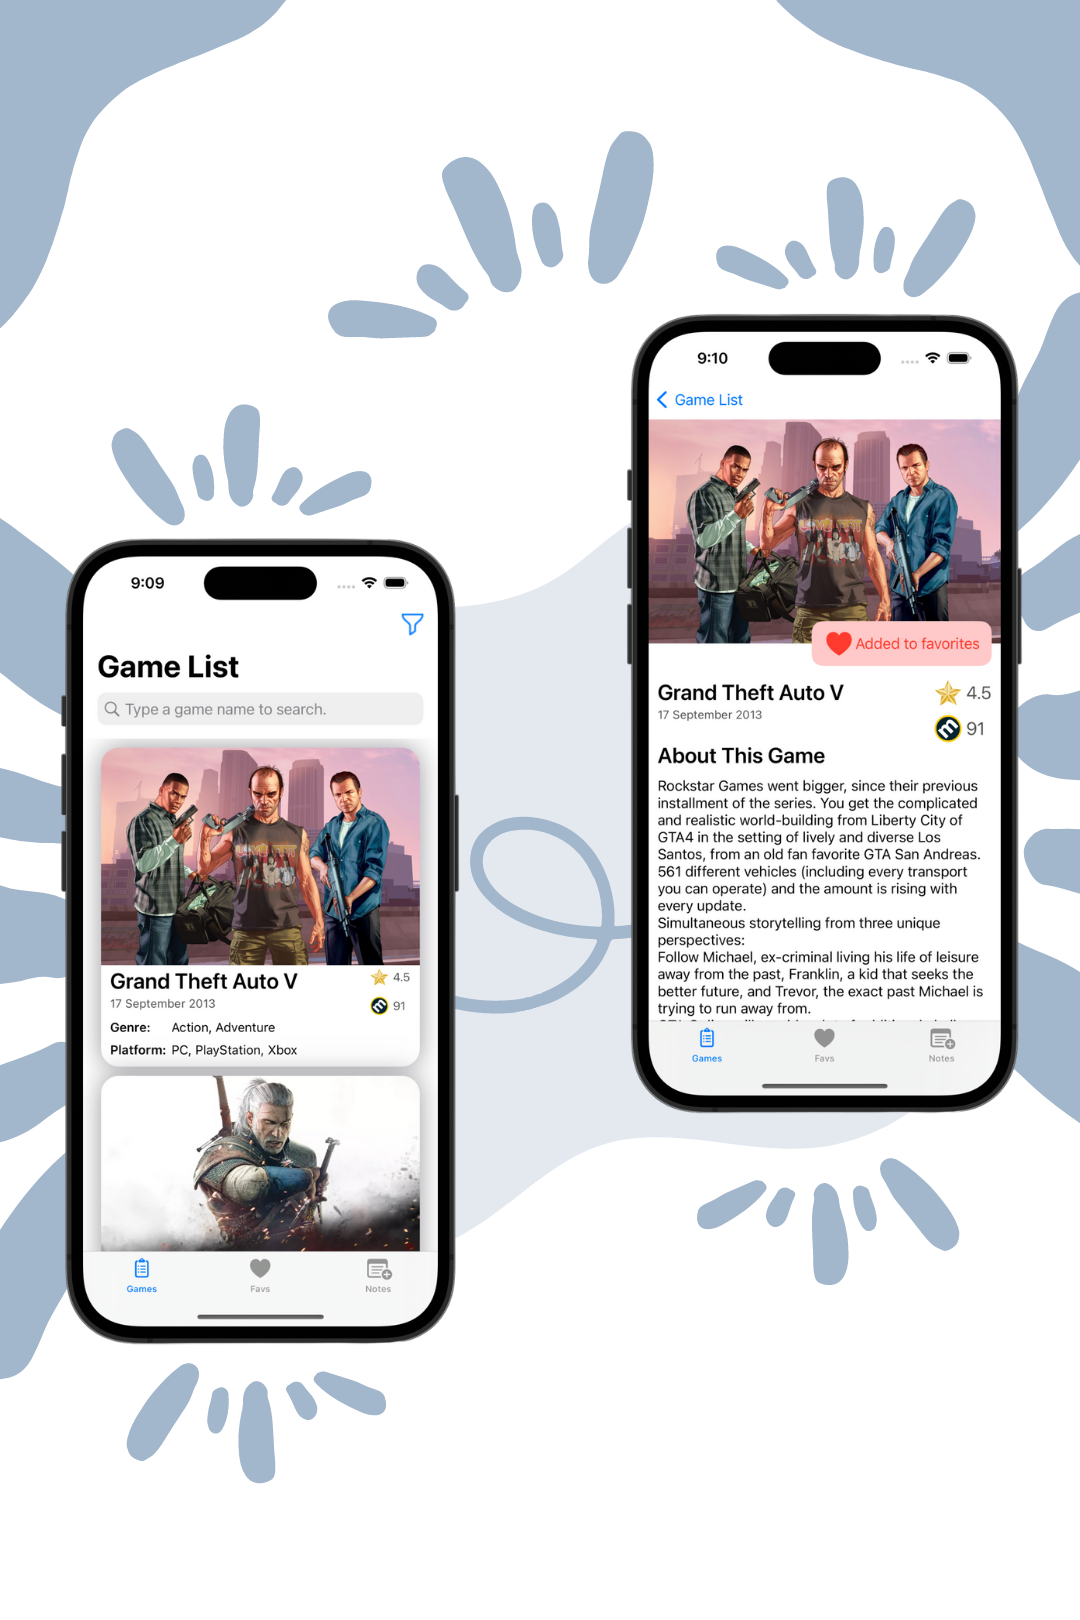 9:09
Game List
Type a game name to search.
Grand Theft Auto V
4.5
17 September 2013
91
Genre: Action, Adventure
Platform: PC, PlayStation, Xbox
Games
Favs
Notes
9:10
Game List
Added to favorites
Grand Theft Auto V
4.5
17 September 2013
91
About This Game
Rockstar Games went bigger, since their previous
installment of the series. You get the complicated
and realistic world-building from Liberty City of
GTA4 in the setting of lively and diverse Los
Santos, from an old fan favorite GTA San Andreas.
561 different vehicles (including every transport
you can operate) and the amount is rising with
every update.
Simultaneous storytelling from three unique
perspectives:
Follow Michael, ex-criminal living his life of leisure
away from the past, Franklin, a kid that seeks the
better future, and Trevor, the exact past Michael is
trying to run away from.
Games
Favs
Notes